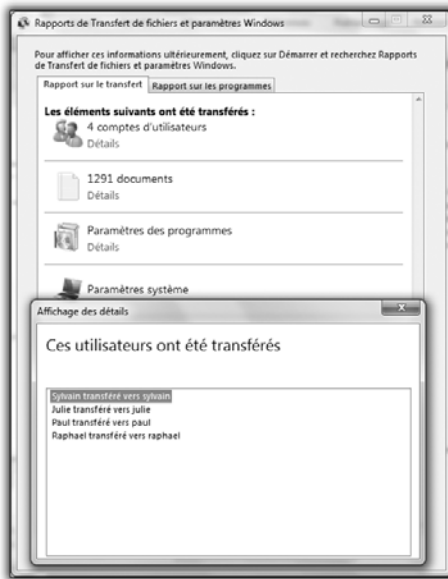 Rapports de Transfert de fichiers et paramètres Windows
Pour afficher ces informations ultérieurement, cliquez sur Démarrer et recherchez Rapports
de Transfert de fichiers et paramètres Windows.
Rapport sur le transfert
Rapport sur les programmes
Les éléments suivants ont été transférés :
4 comptes d'utilisateurs
Détails
1291 documents
Détails
Paramètres des programmes
Détails
Paramètres système
Affichage des détails
Ces utilisateurs ont été transférés
Sylvain transféré vers sylvain
Julie transféré vers julie
Paul transféré vers paul
Raphael transféré vers raphael